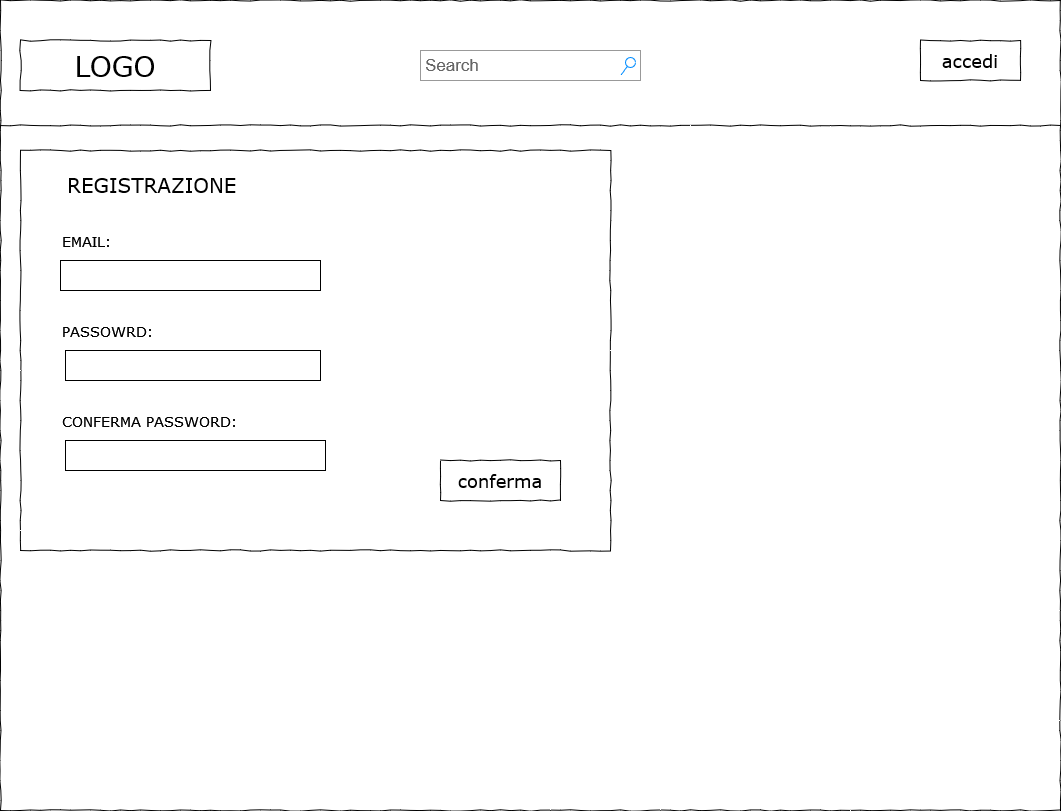 LOGO
Search
accedi
REGISTRAZIONE
EMAIL:
PASSOWRD:
CONFERMA PASSWORD:
conferma